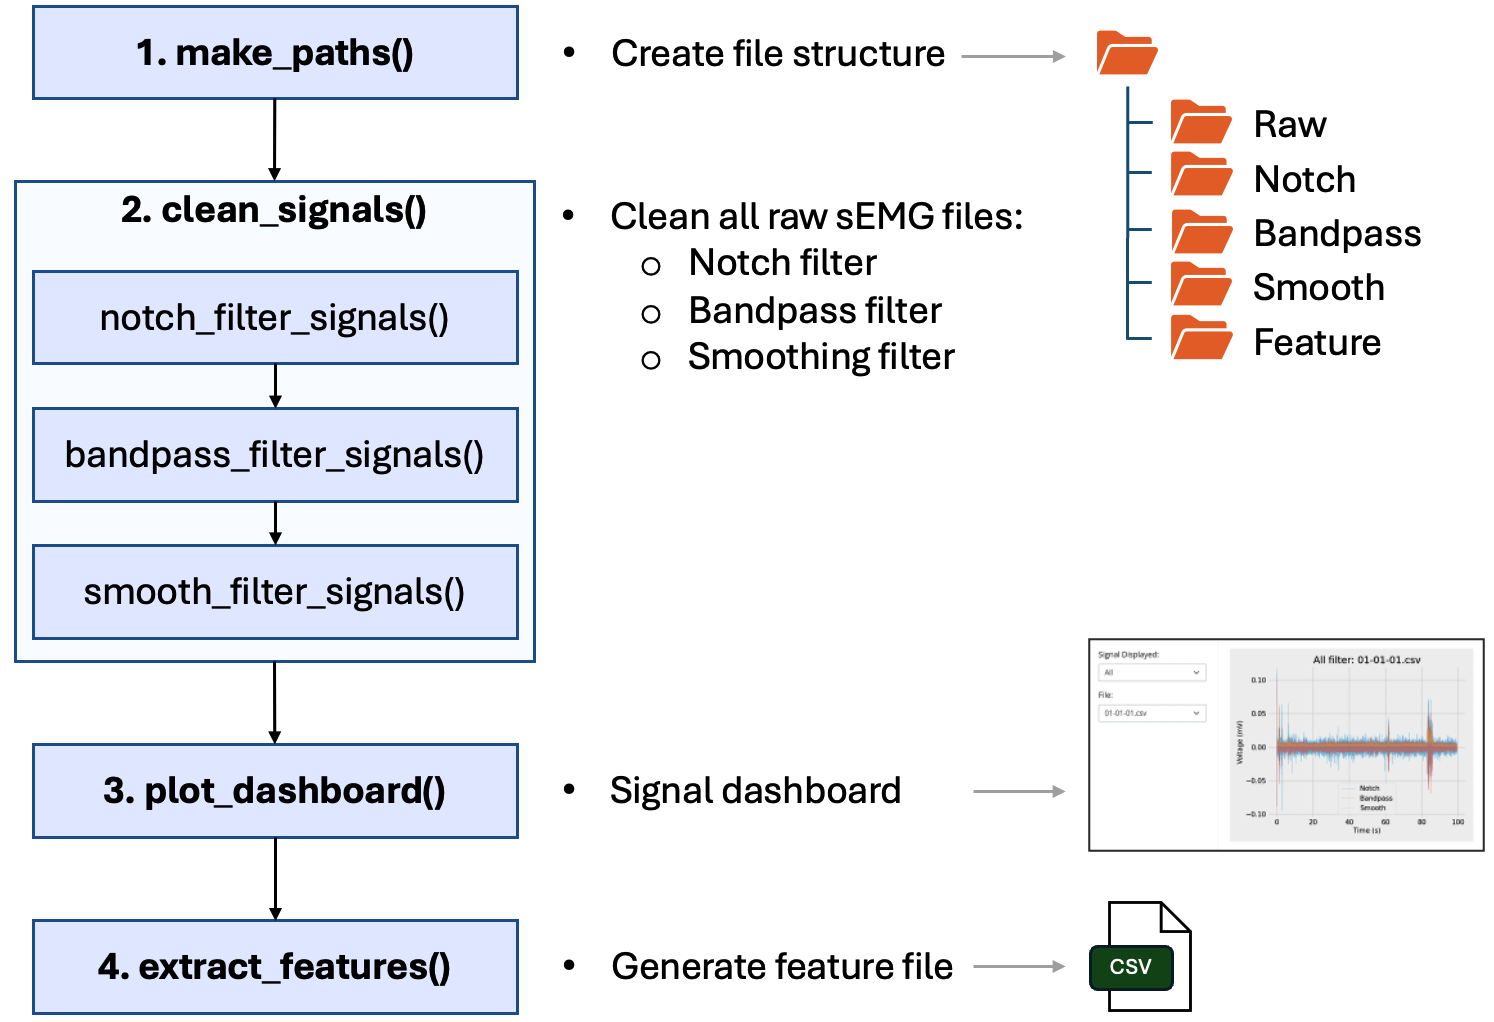 1. make_paths()
• Create file structure
Raw
Notch
Bandpass
Smooth
Feature
2. clean_signals()
notch_filter_signals()
bandpass_filter_signals()
smooth_filter_signals()
• Clean all raw sEMG files:
○ Notch filter
○ Bandpass filter
○ Smoothing filter
3. plot_dashboard()
• Signal dashboard
Signal Displayed:
All
File:
01-01-01.csv
All filter: 01-01-01.csv
Voltage (mV)
0.10
0.05
0.00
−0.05
−0.10
Notch
Bandpass
Smooth
0 20 40 60 80 100
Time (s)
4. extract_features()
• Generate feature file
CSV